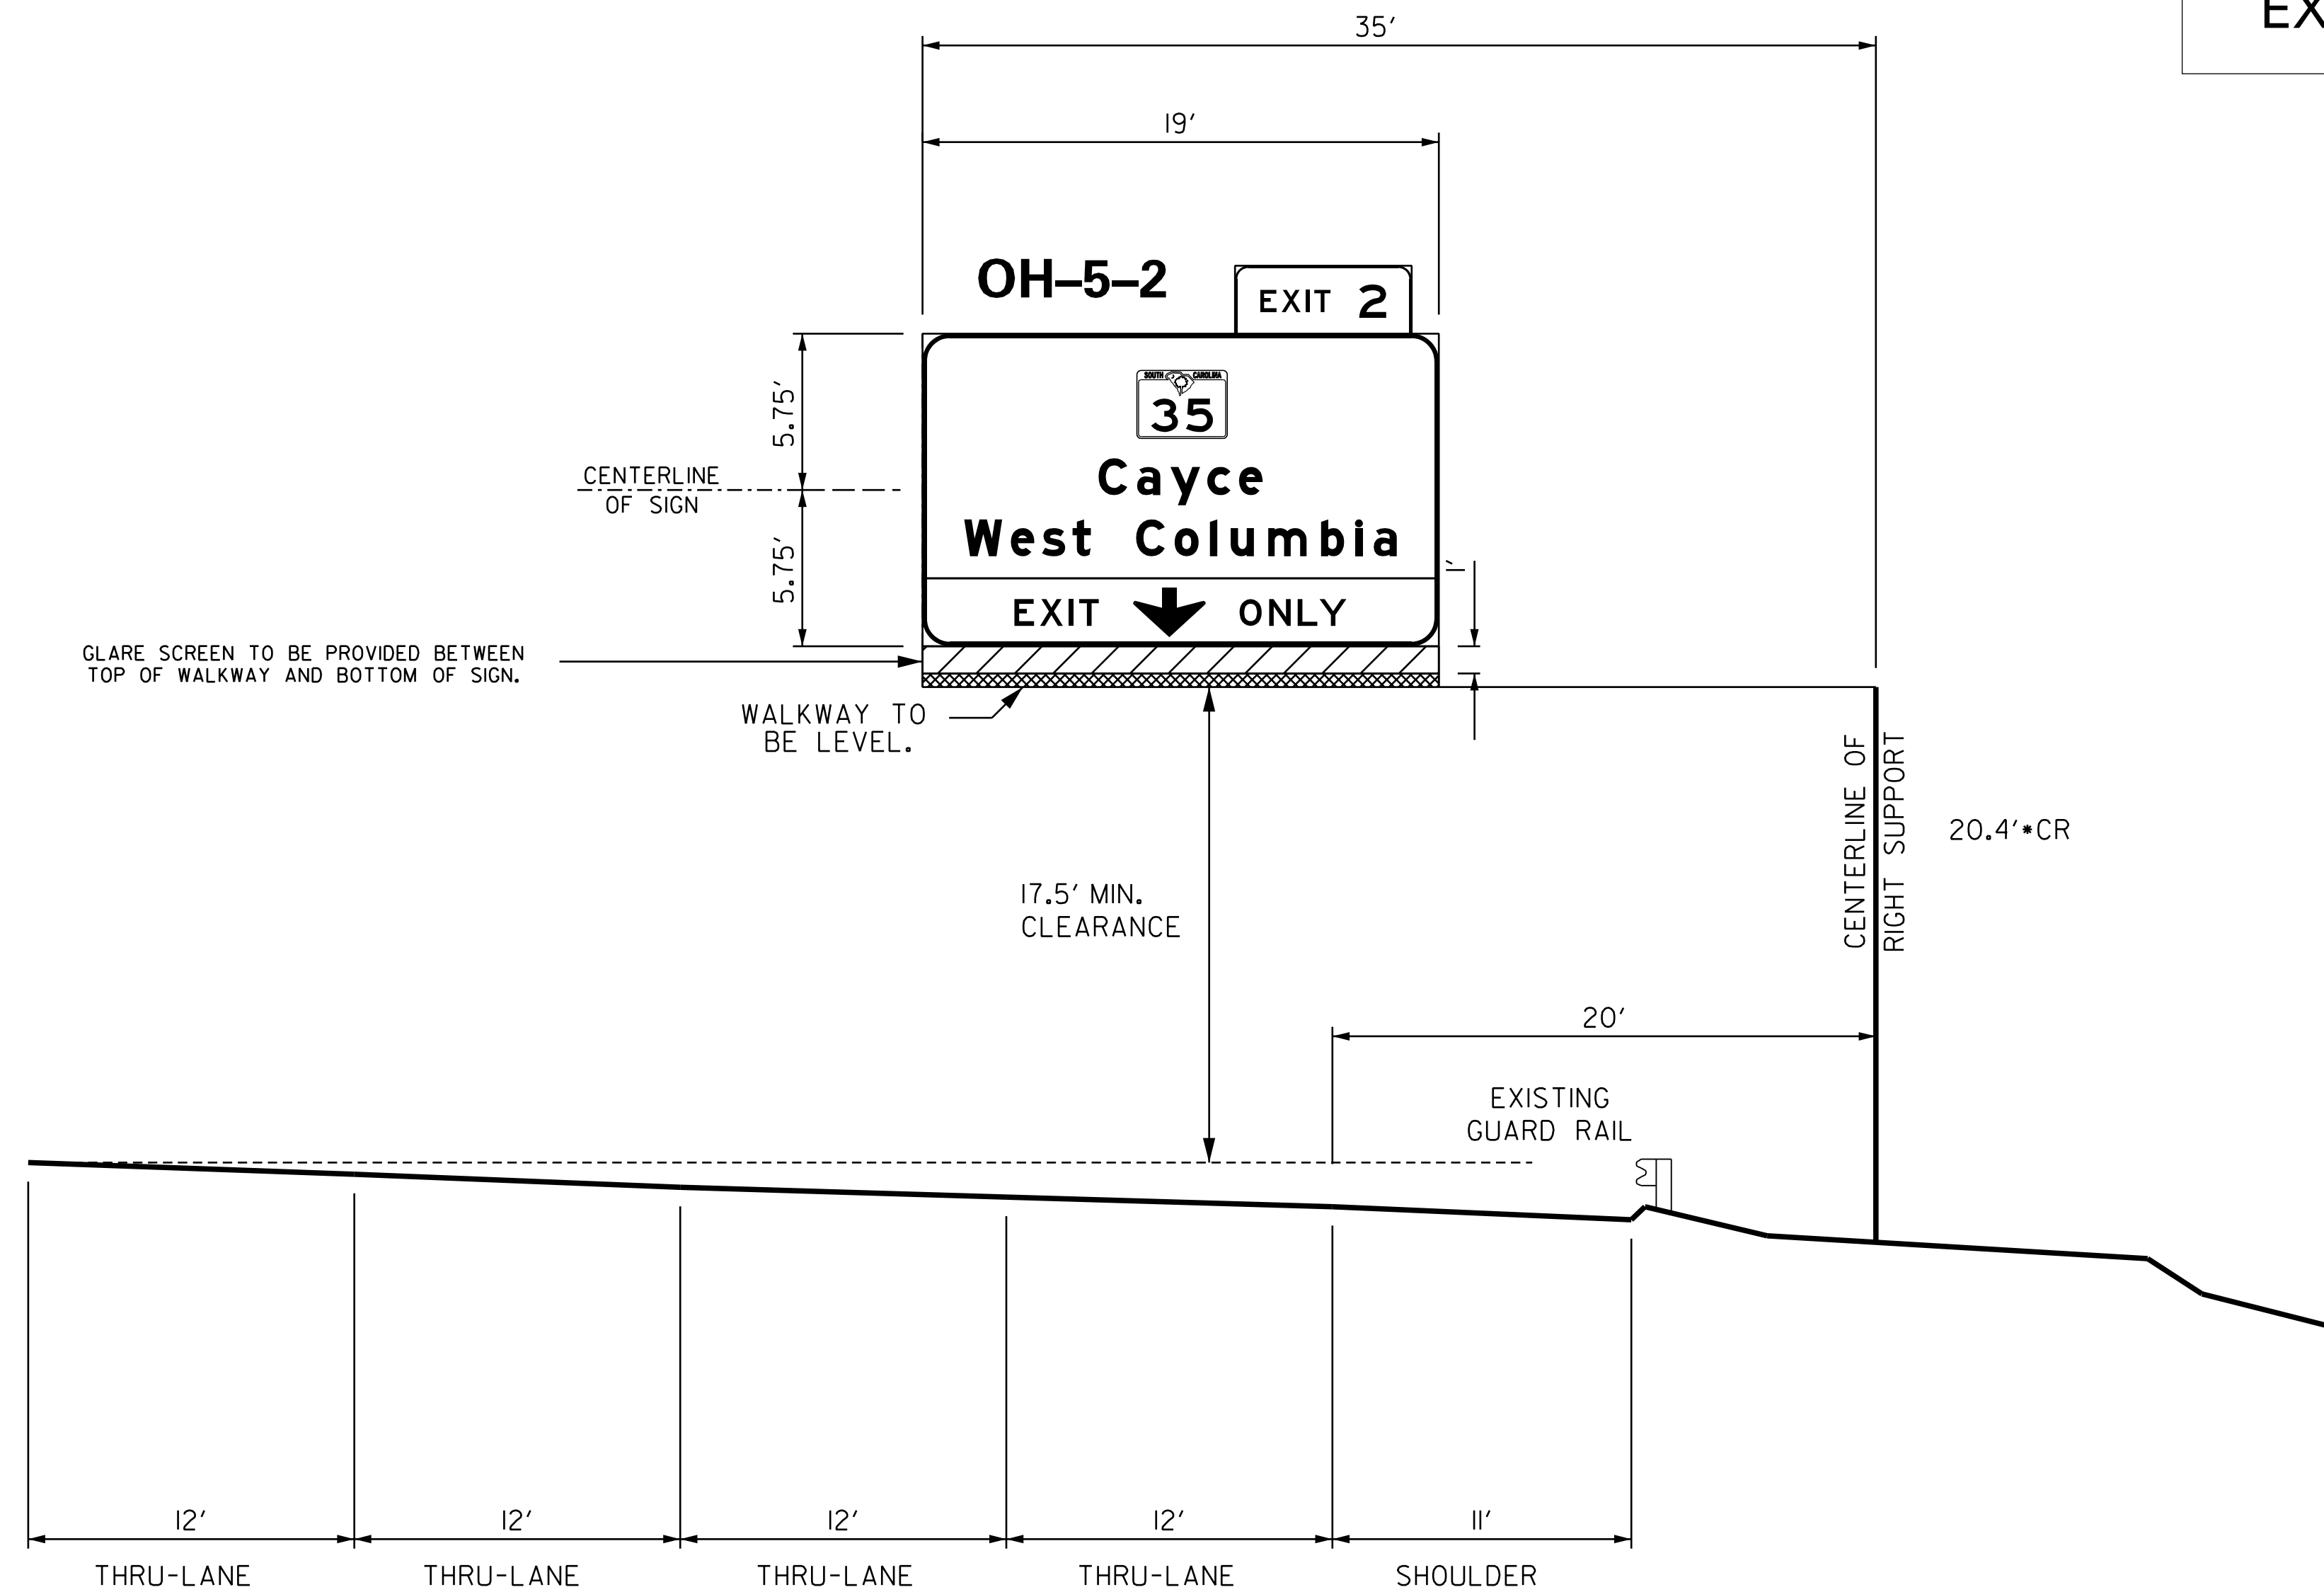 EX
35'
19'
OH-5-2
EXIT 2
SOUTH CAROLINA
35
Cayce
West Columbia
EXIT ONLY
5.75'
CENTERLINE
OF SIGN
5.75'
1'
GLARE SCREEN TO BE PROVIDED BETWEEN
TOP OF WALKWAY AND BOTTOM OF SIGN.
WALKWAY TO
BE LEVEL.
CENTERLINE OF
RIGHT SUPPORT
20.4'*CR
17.5' MIN.
CLEARANCE
20'
EXISTING
GUARD RAIL
12' 12' 12' 12' 11'
THRU-LANE THRU-LANE THRU-LANE THRU-LANE SHOULDER